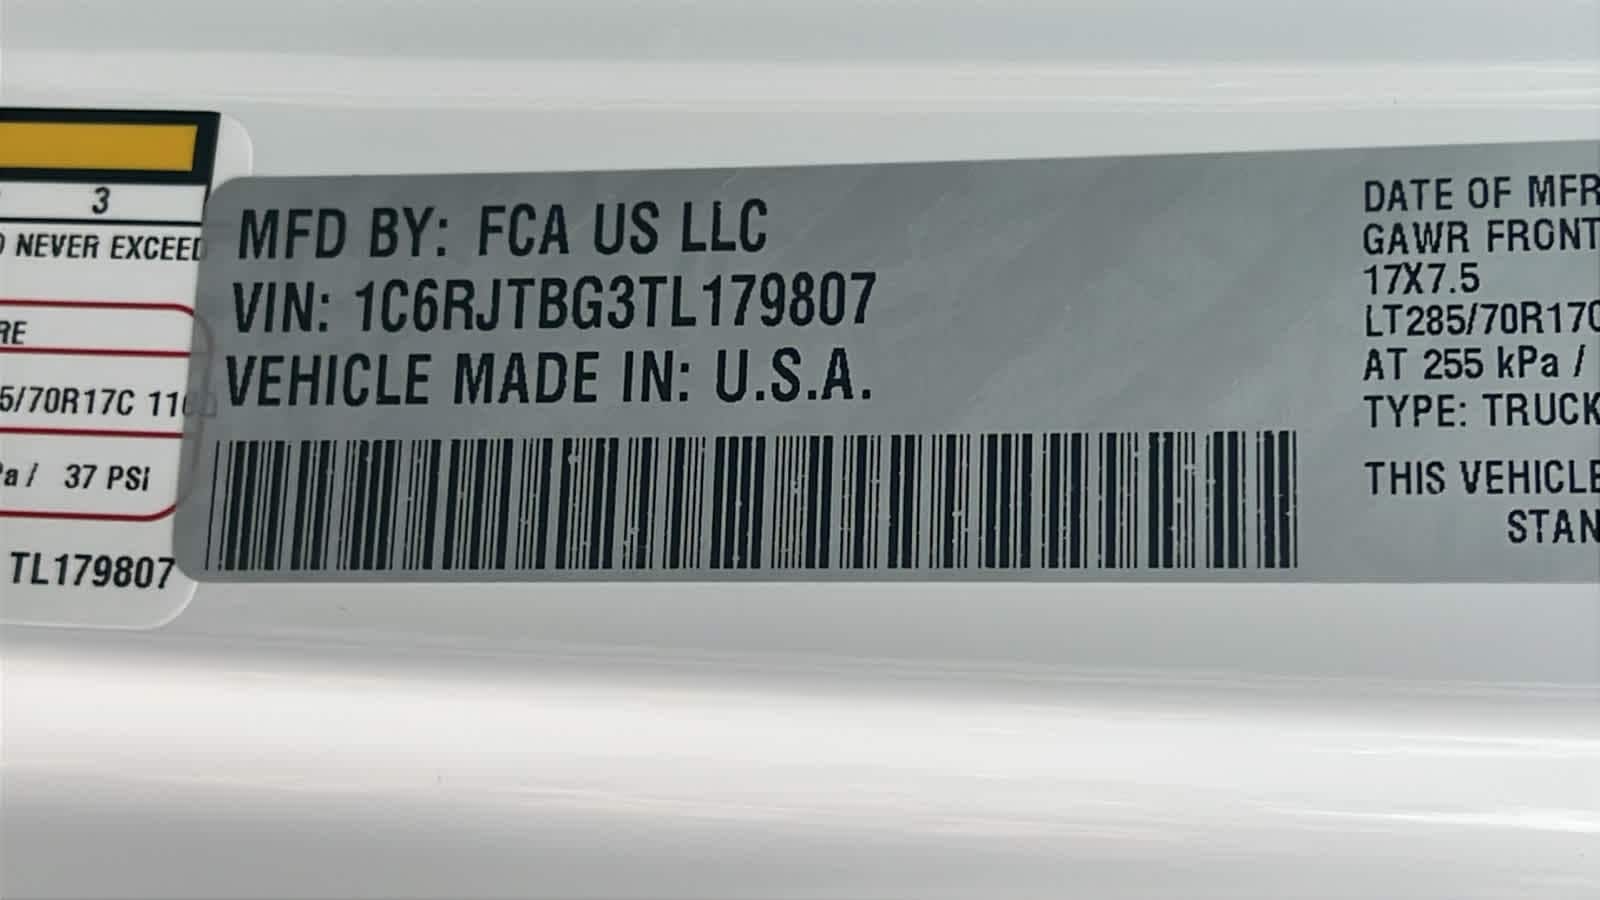 3
NEVER EXCEED
5/70R17C
37 PSI
TL179807
MFD BY: FCA US LLC
VIN: 1C6RJTBG3TL179807
VEHICLE MADE IN: U.S.A.
DATE OF MFR
GAWR FRONT
17X7.5
LT285/70R17C
AT 255 kPa /
TYPE: TRUCK
THIS VEHICLE
STAN